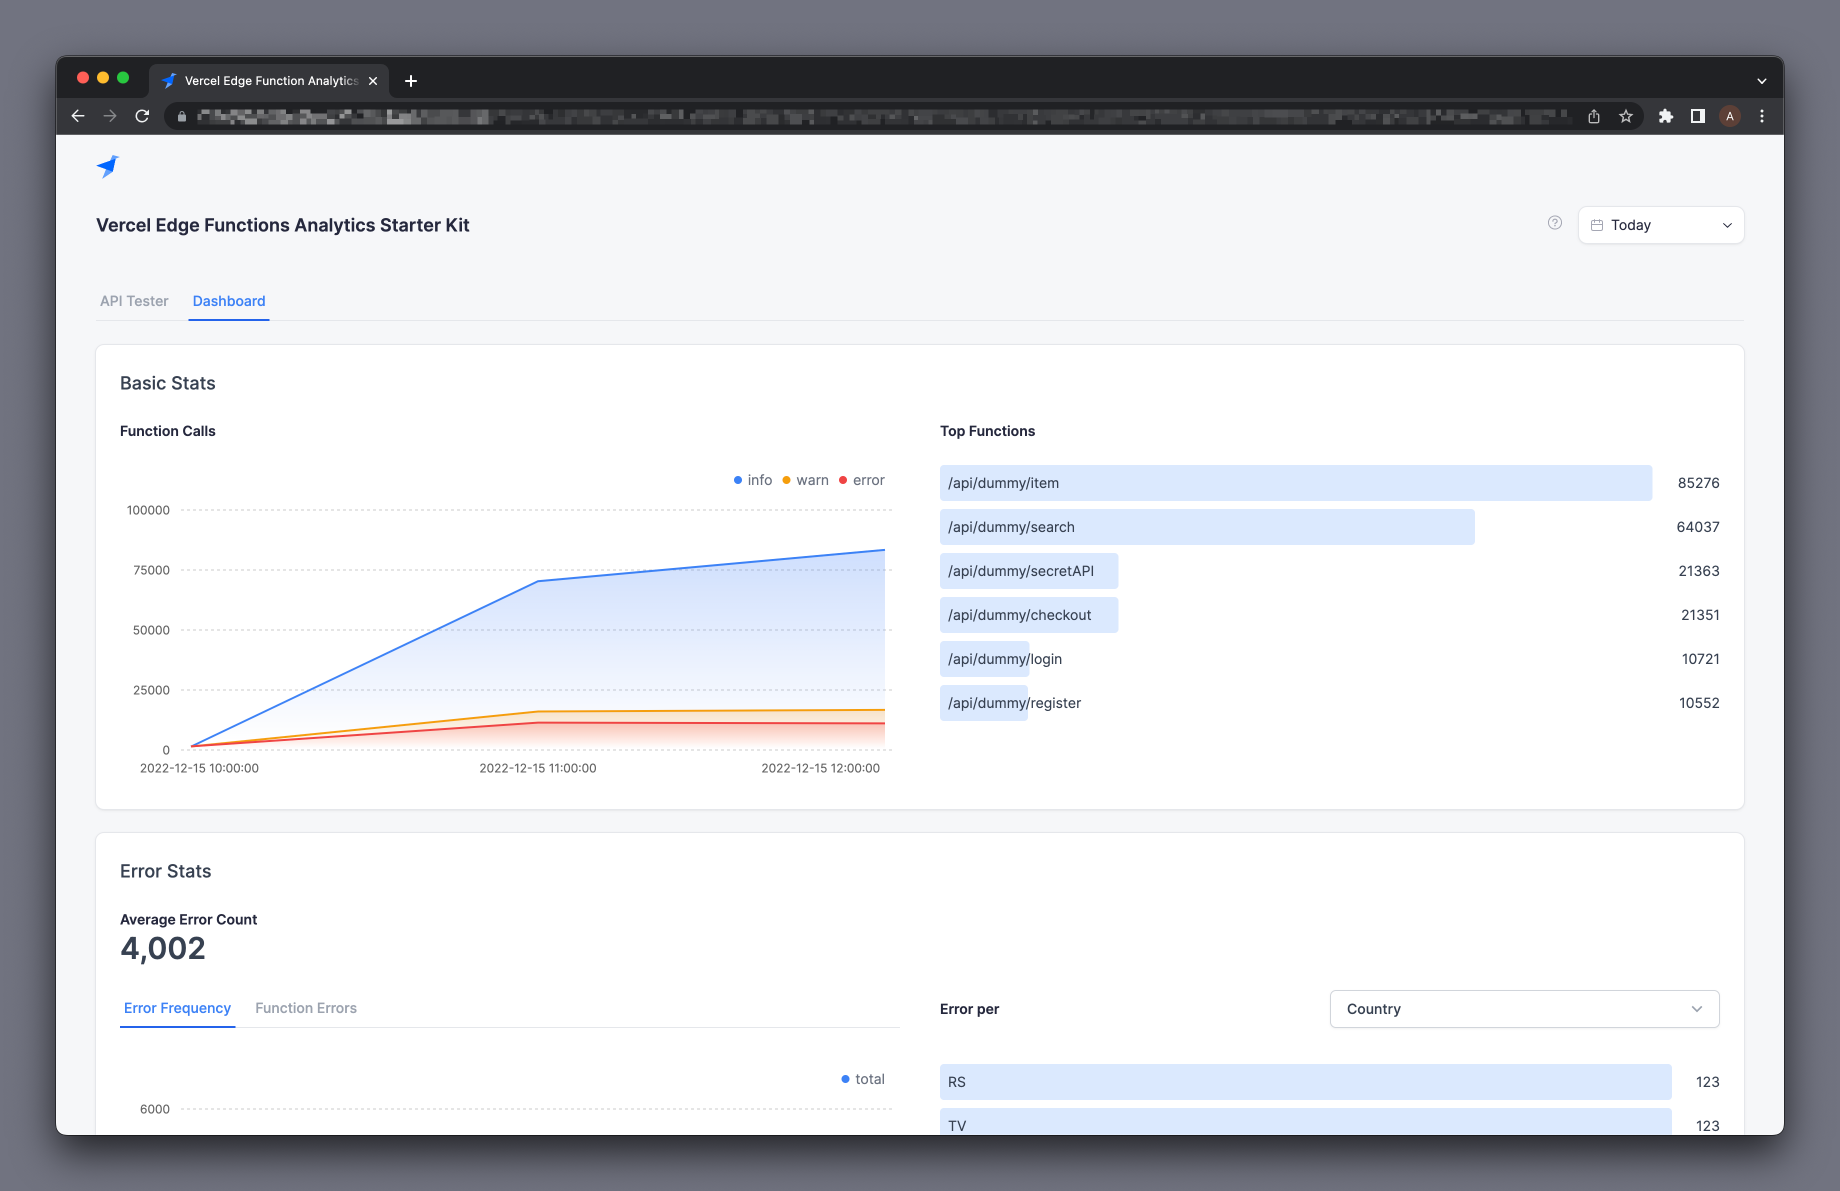 Vercel Edge Function Analytics
A
Vercel Edge Functions Analytics Starter Kit
Today
API Tester
Dashboard
Basic Stats
Function Calls
info
warn
error
100000
75000
50000
25000
0
2022-12-15 10:00:00
2022-12-15 11:00:00
2022-12-15 12:00:00
Top Functions
/api/dummy/item
85276
/api/dummy/search
64037
/api/dummy/secretAPI
21363
/api/dummy/checkout
21351
/api/dummy/login
10721
/api/dummy/register
10552
Error Stats
Average Error Count
4,002
Error Frequency
Function Errors
total
6000
Error per
Country
RS
123
TV
123